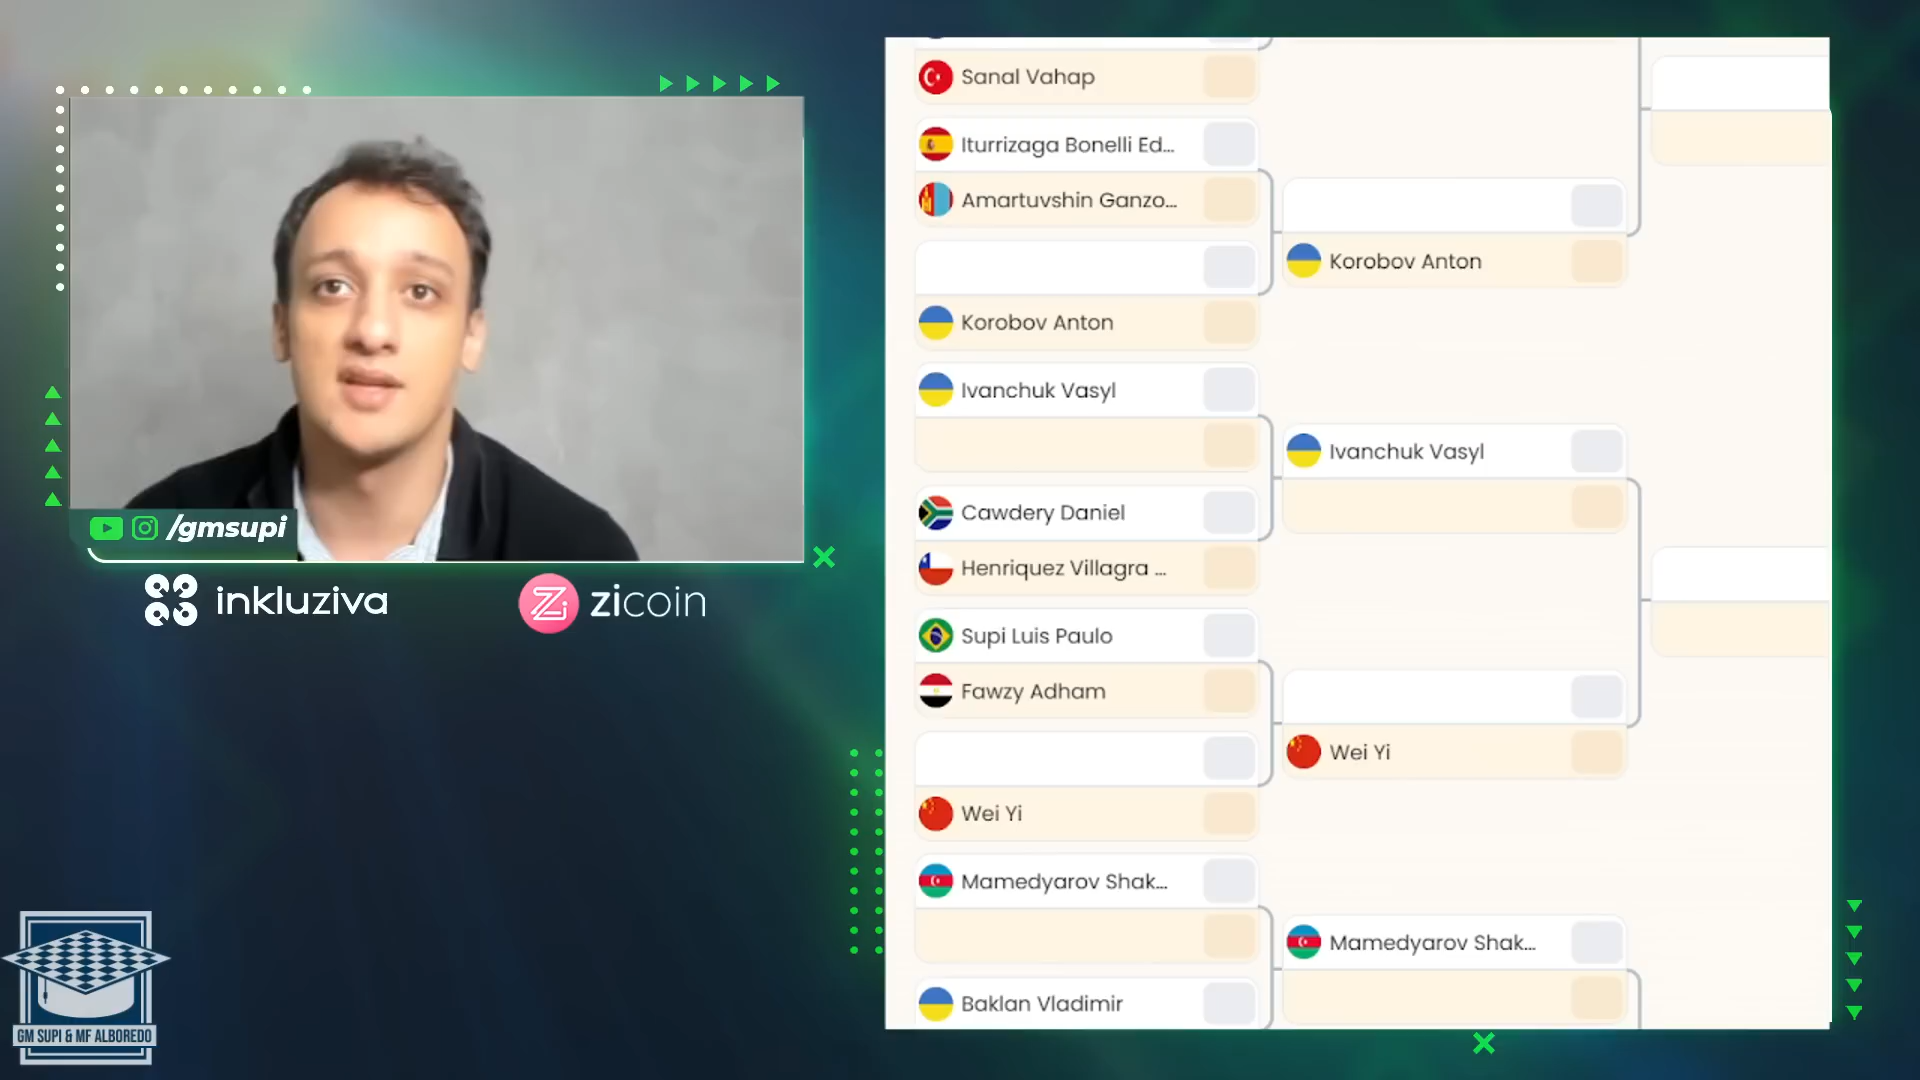 Sanal Vahap
Iturrizaga Bonelli Ed...
Amartuvshin Ganzo...
Korobov Anton
Ivanchuk Vasyl
Cawdery Daniel
Henriquez Villagra ...
Supi Luis Paulo
Fawzy Adham
Wei Yi
Mamedyarov Shak...
Baklan Vladimir
Korobov Anton
Ivanchuk Vasyl
Wei Yi
Mamedyarov Shak...
/gmsupi
inkluziva
Zi zicoin
GM SUPI & MF ALBOREDO